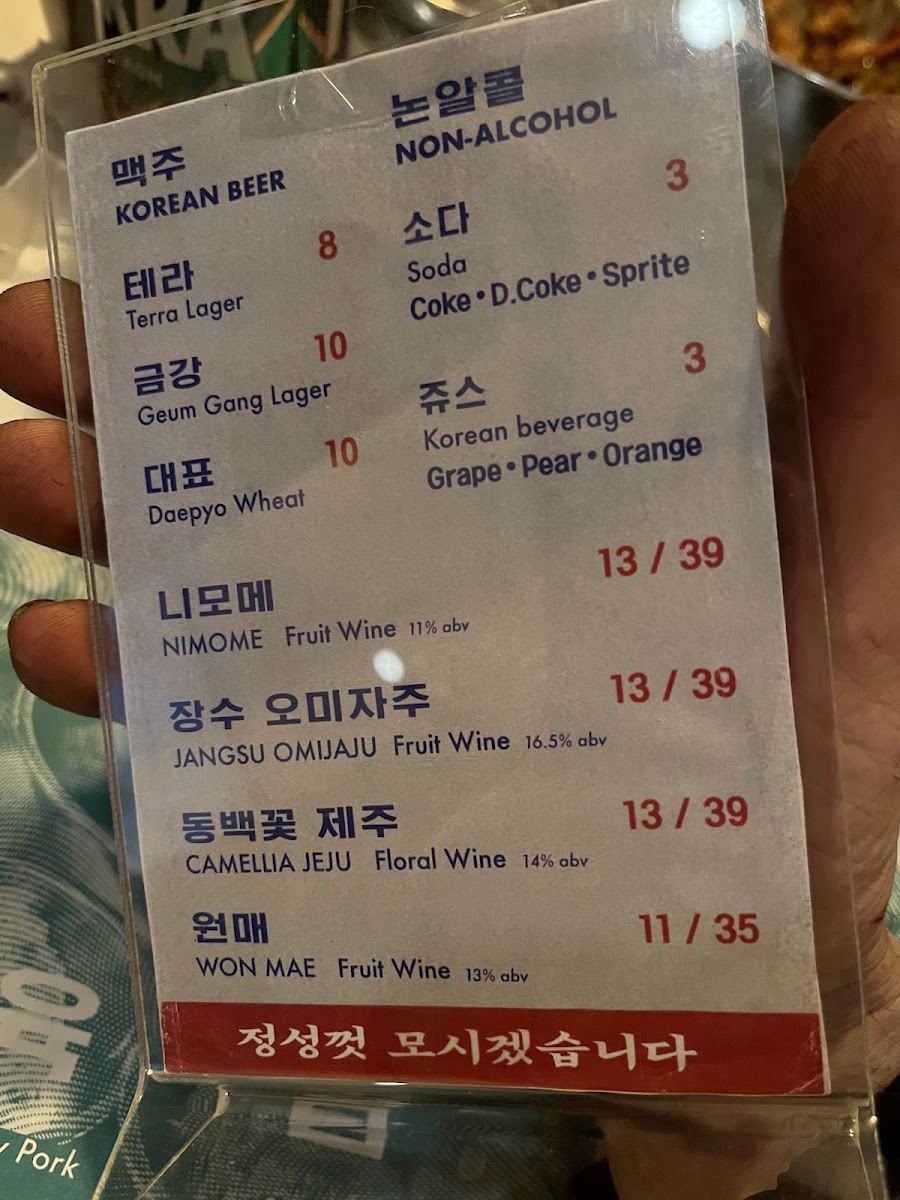 RA
맥주
KOREAN BEER
테라 8
Terra Lager
금강 10
Geum Gang Lager
대표 10
Daepyo Wheat
논알콜
NON-ALCOHOL
소다 3
Soda
Coke • D.Coke • Sprite
쥬스 3
Korean beverage
Grape • Pear • Orange
니모메 13 / 39
NIMOME Fruit Wine 11% abv
장수 오미자주 13 / 39
JANGSU OMIJAJU Fruit Wine 16.5% abv
동백꽃 제주 13 / 39
CAMELLIA JEJU Floral Wine 14% abv
원매 11 / 35
WON MAE Fruit Wine 13% abv
정성껏 모시겠습니다
Pork